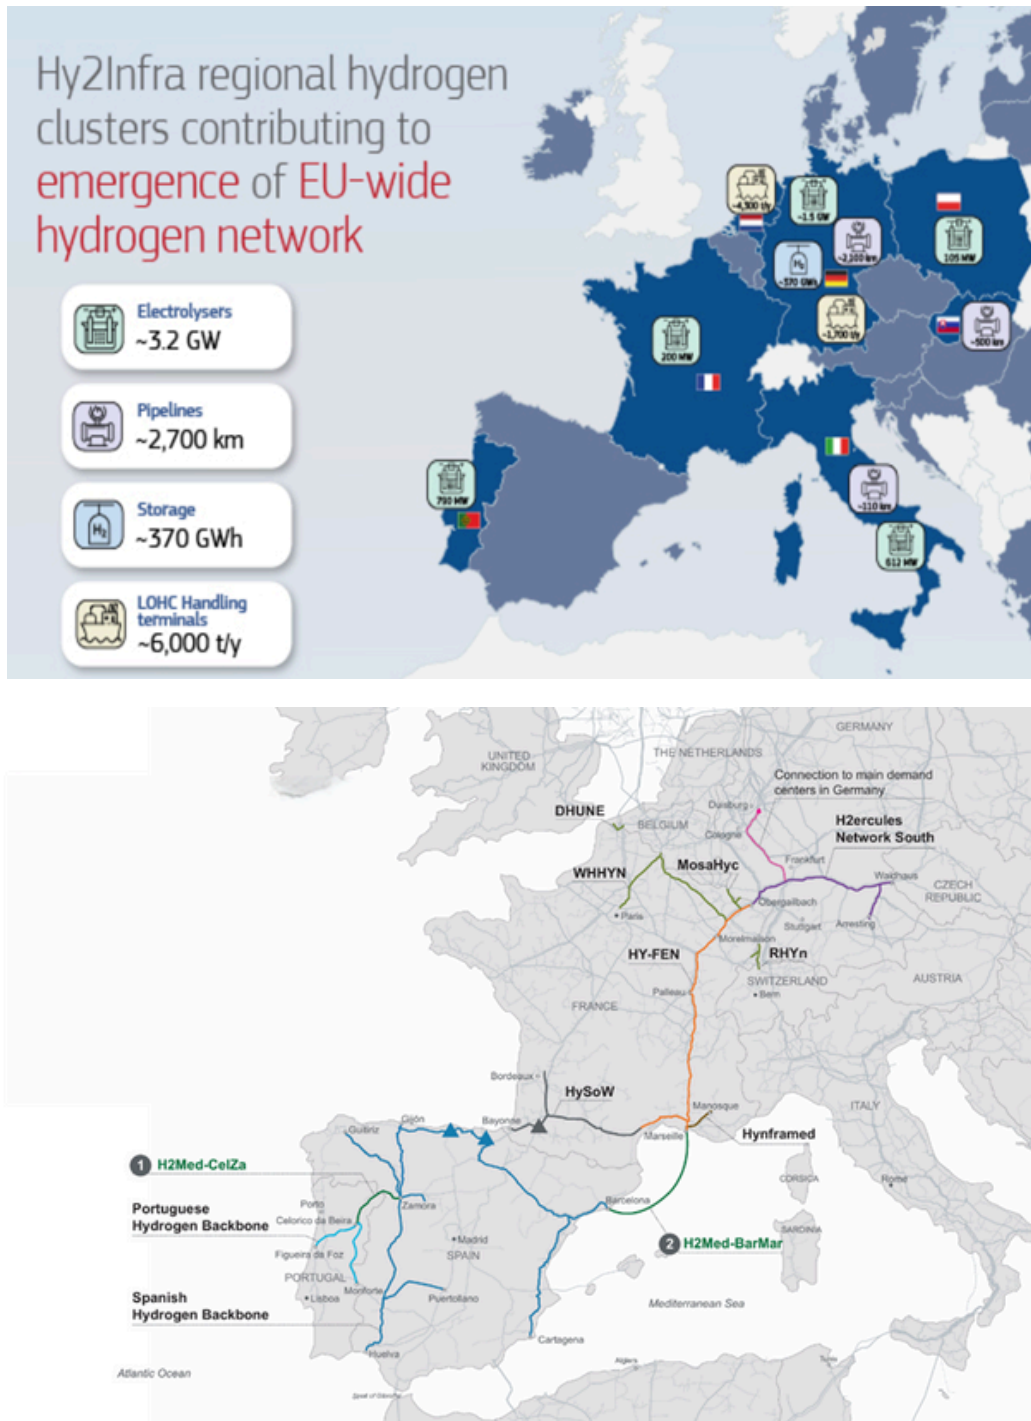 Hy2Infra regional hydrogen
clusters contributing to
emergence of EU-wide
hydrogen network
Electrolysers
~3.2 GW
Pipelines
~2,700 km
Storage
~370 GWh
LOHC Handling
terminals
~6,000 t/y
~4,300 t/y
~1.5 GW
~2,100 km
105 MW
H₂
~370 GWh
~1,700 t/y
~500 km
200 MW
~110 km
612 MW
H₂
GERMANY
UNITED
KINGDOM
THE NETHERLANDS
Connection to main demand
centers in Germany
Duisburg
DHUNE
BELGIUM
Cologne
H2ercules
Network South
Frankfurt
WHHYN
MosaHyc
Waidhaus
CZECH
REPUBLIC
Obergailbach
Paris
Stuttgart
Morelmaison
HY-FEN
RHYn
SWITZERLAND
AUSTRIA
Palleau
Bern
FRANCE
Bordeaux
HySoW
Manosque
ITALY
Gijón
Bayonne
Guitiriz
Marseille
Hynframed
1 H2Med-CelZa
CORSICA
Rome
Porto
Zamora
Barcelona
Portuguese
Hydrogen Backbone
Celorico da Beira
SARDINIA
Madrid
2 H2Med-BarMar
Figueira da Foz
SPAIN
PORTUGAL
Monforte
Lisboa
Puertollano
Mediterranean Sea
Spanish
Hydrogen Backbone
Cartagena
Huelva
Algiers
Tunis
Atlantic Ocean